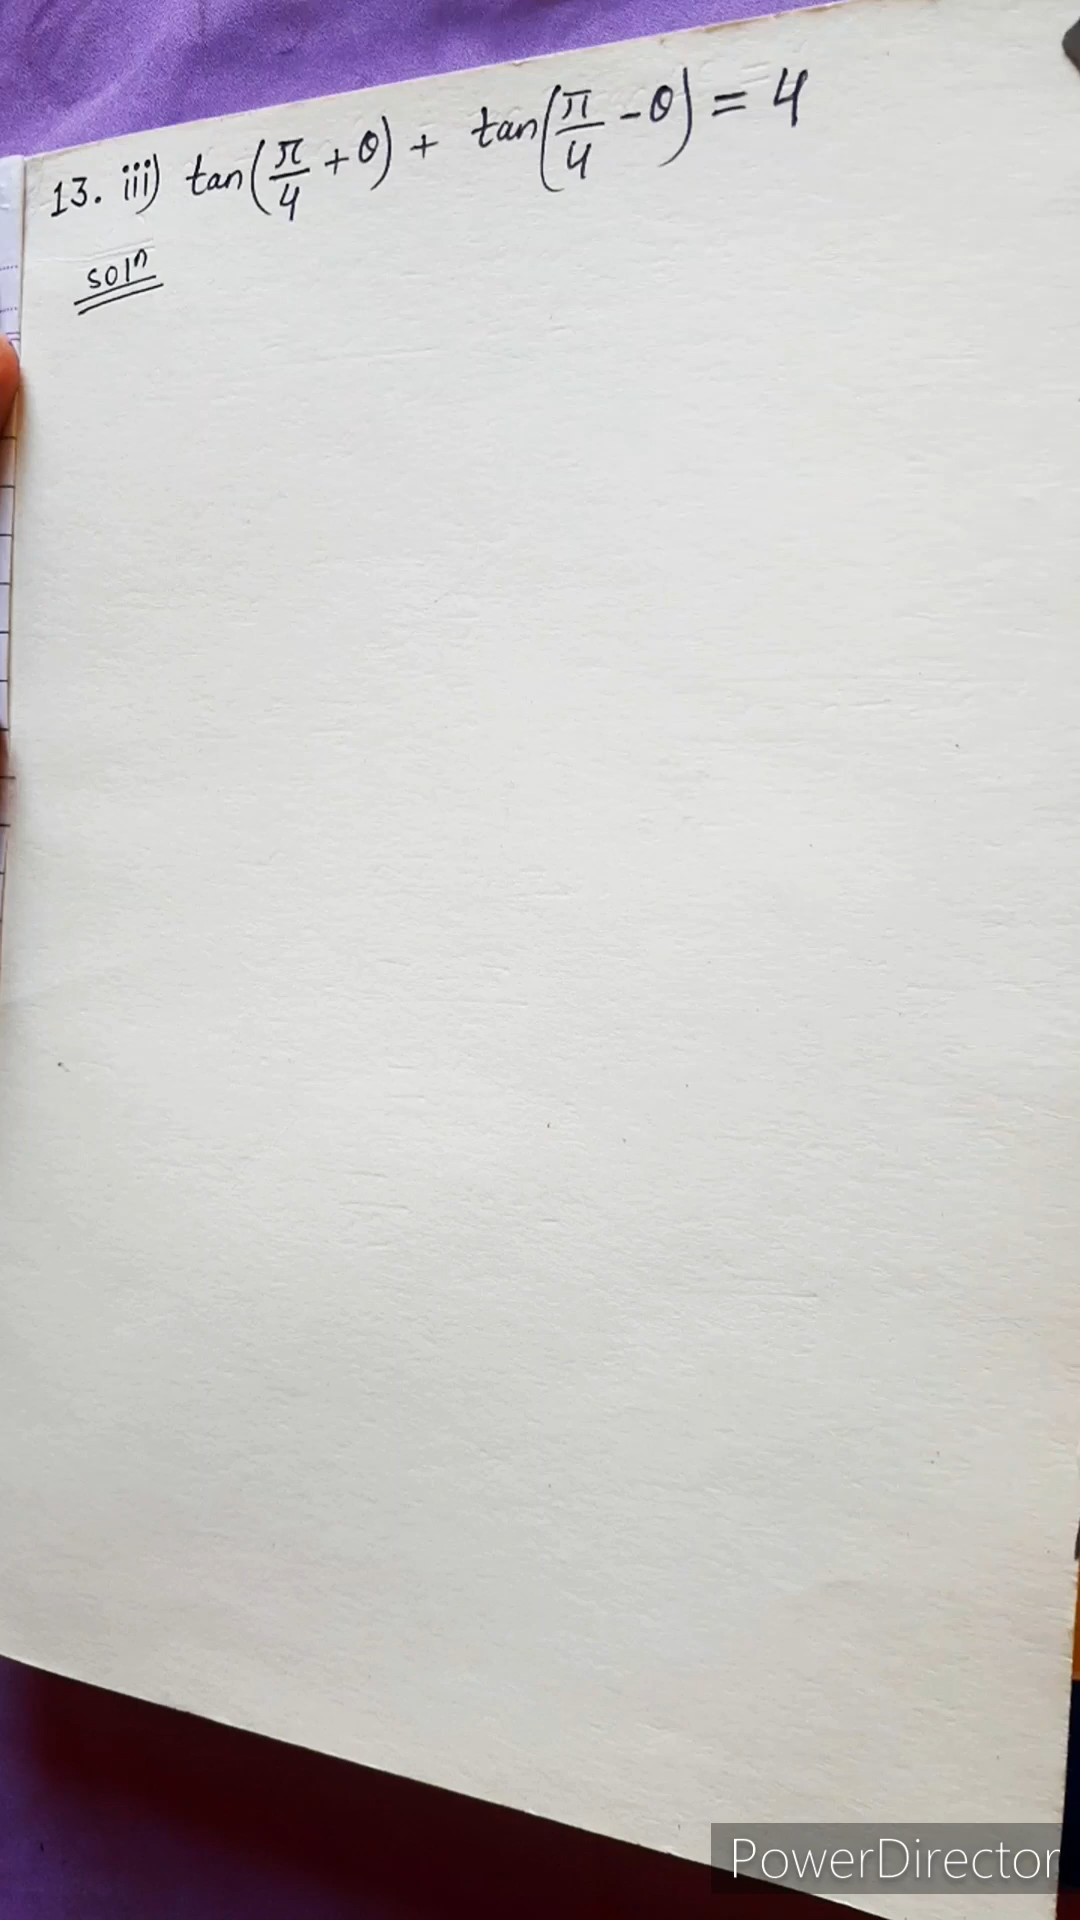 13. iii) tan(π/4 + θ) + tan(π/4 - θ) = 4
solⁿ
PowerDirector